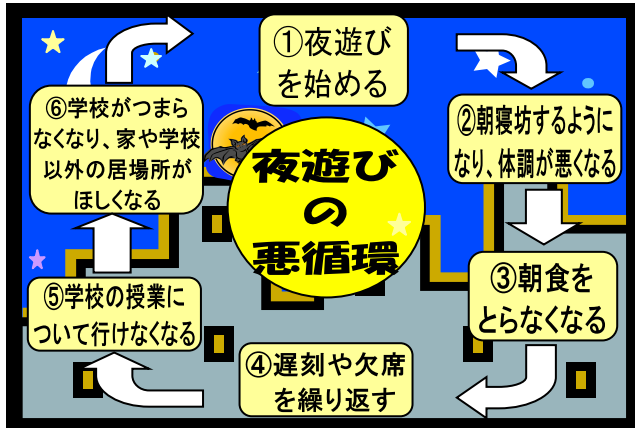 ①夜遊び
を始める
②朝寝坊するように
なり、体調が悪くなる
③朝食を
とらなくなる
④遅刻や欠席
を繰り返す
⑤学校の授業に
ついて行けなくなる
⑥学校がつまら
なくなり、家や学校
以外の居場所が
ほしくなる
夜遊び
の
悪循環